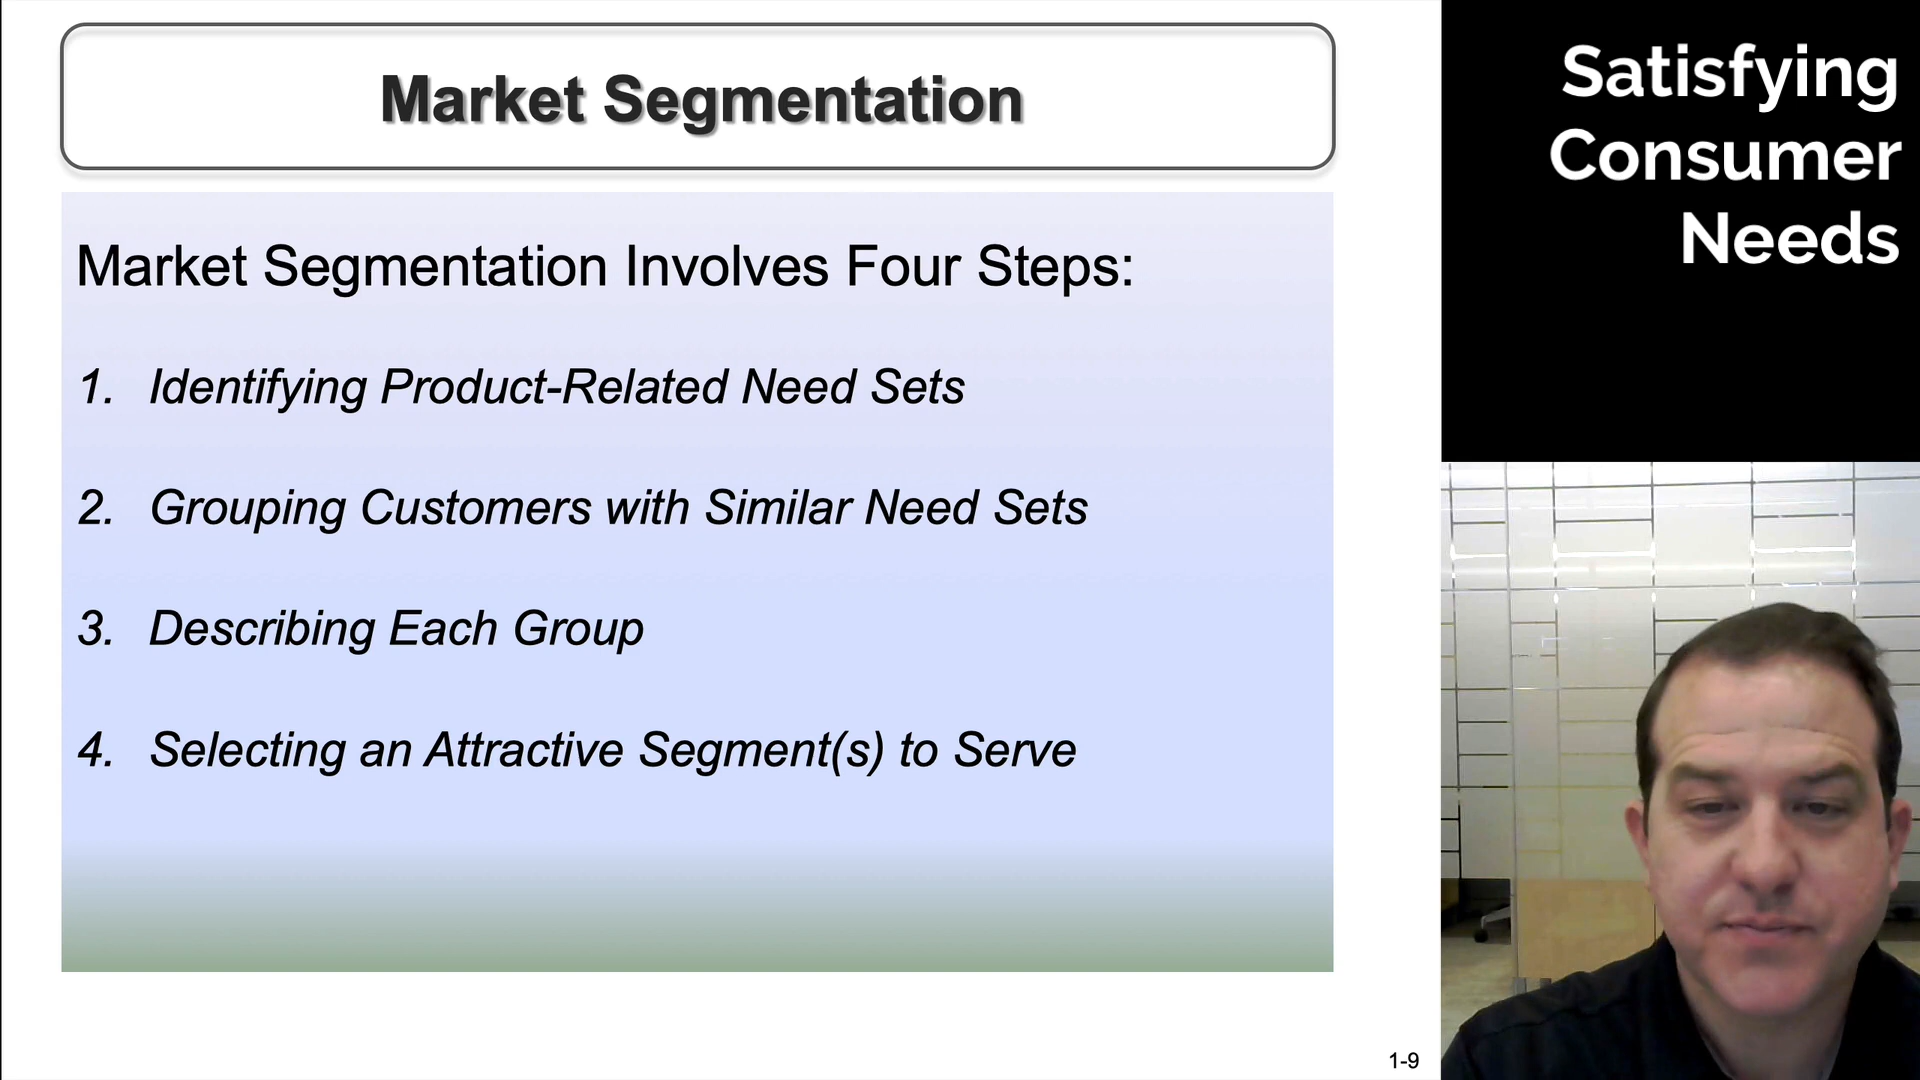 Market Segmentation
Market Segmentation Involves Four Steps:
1. Identifying Product-Related Need Sets
2. Grouping Customers with Similar Need Sets
3. Describing Each Group
4. Selecting an Attractive Segment(s) to Serve
1-9
Satisfying
Consumer
Needs